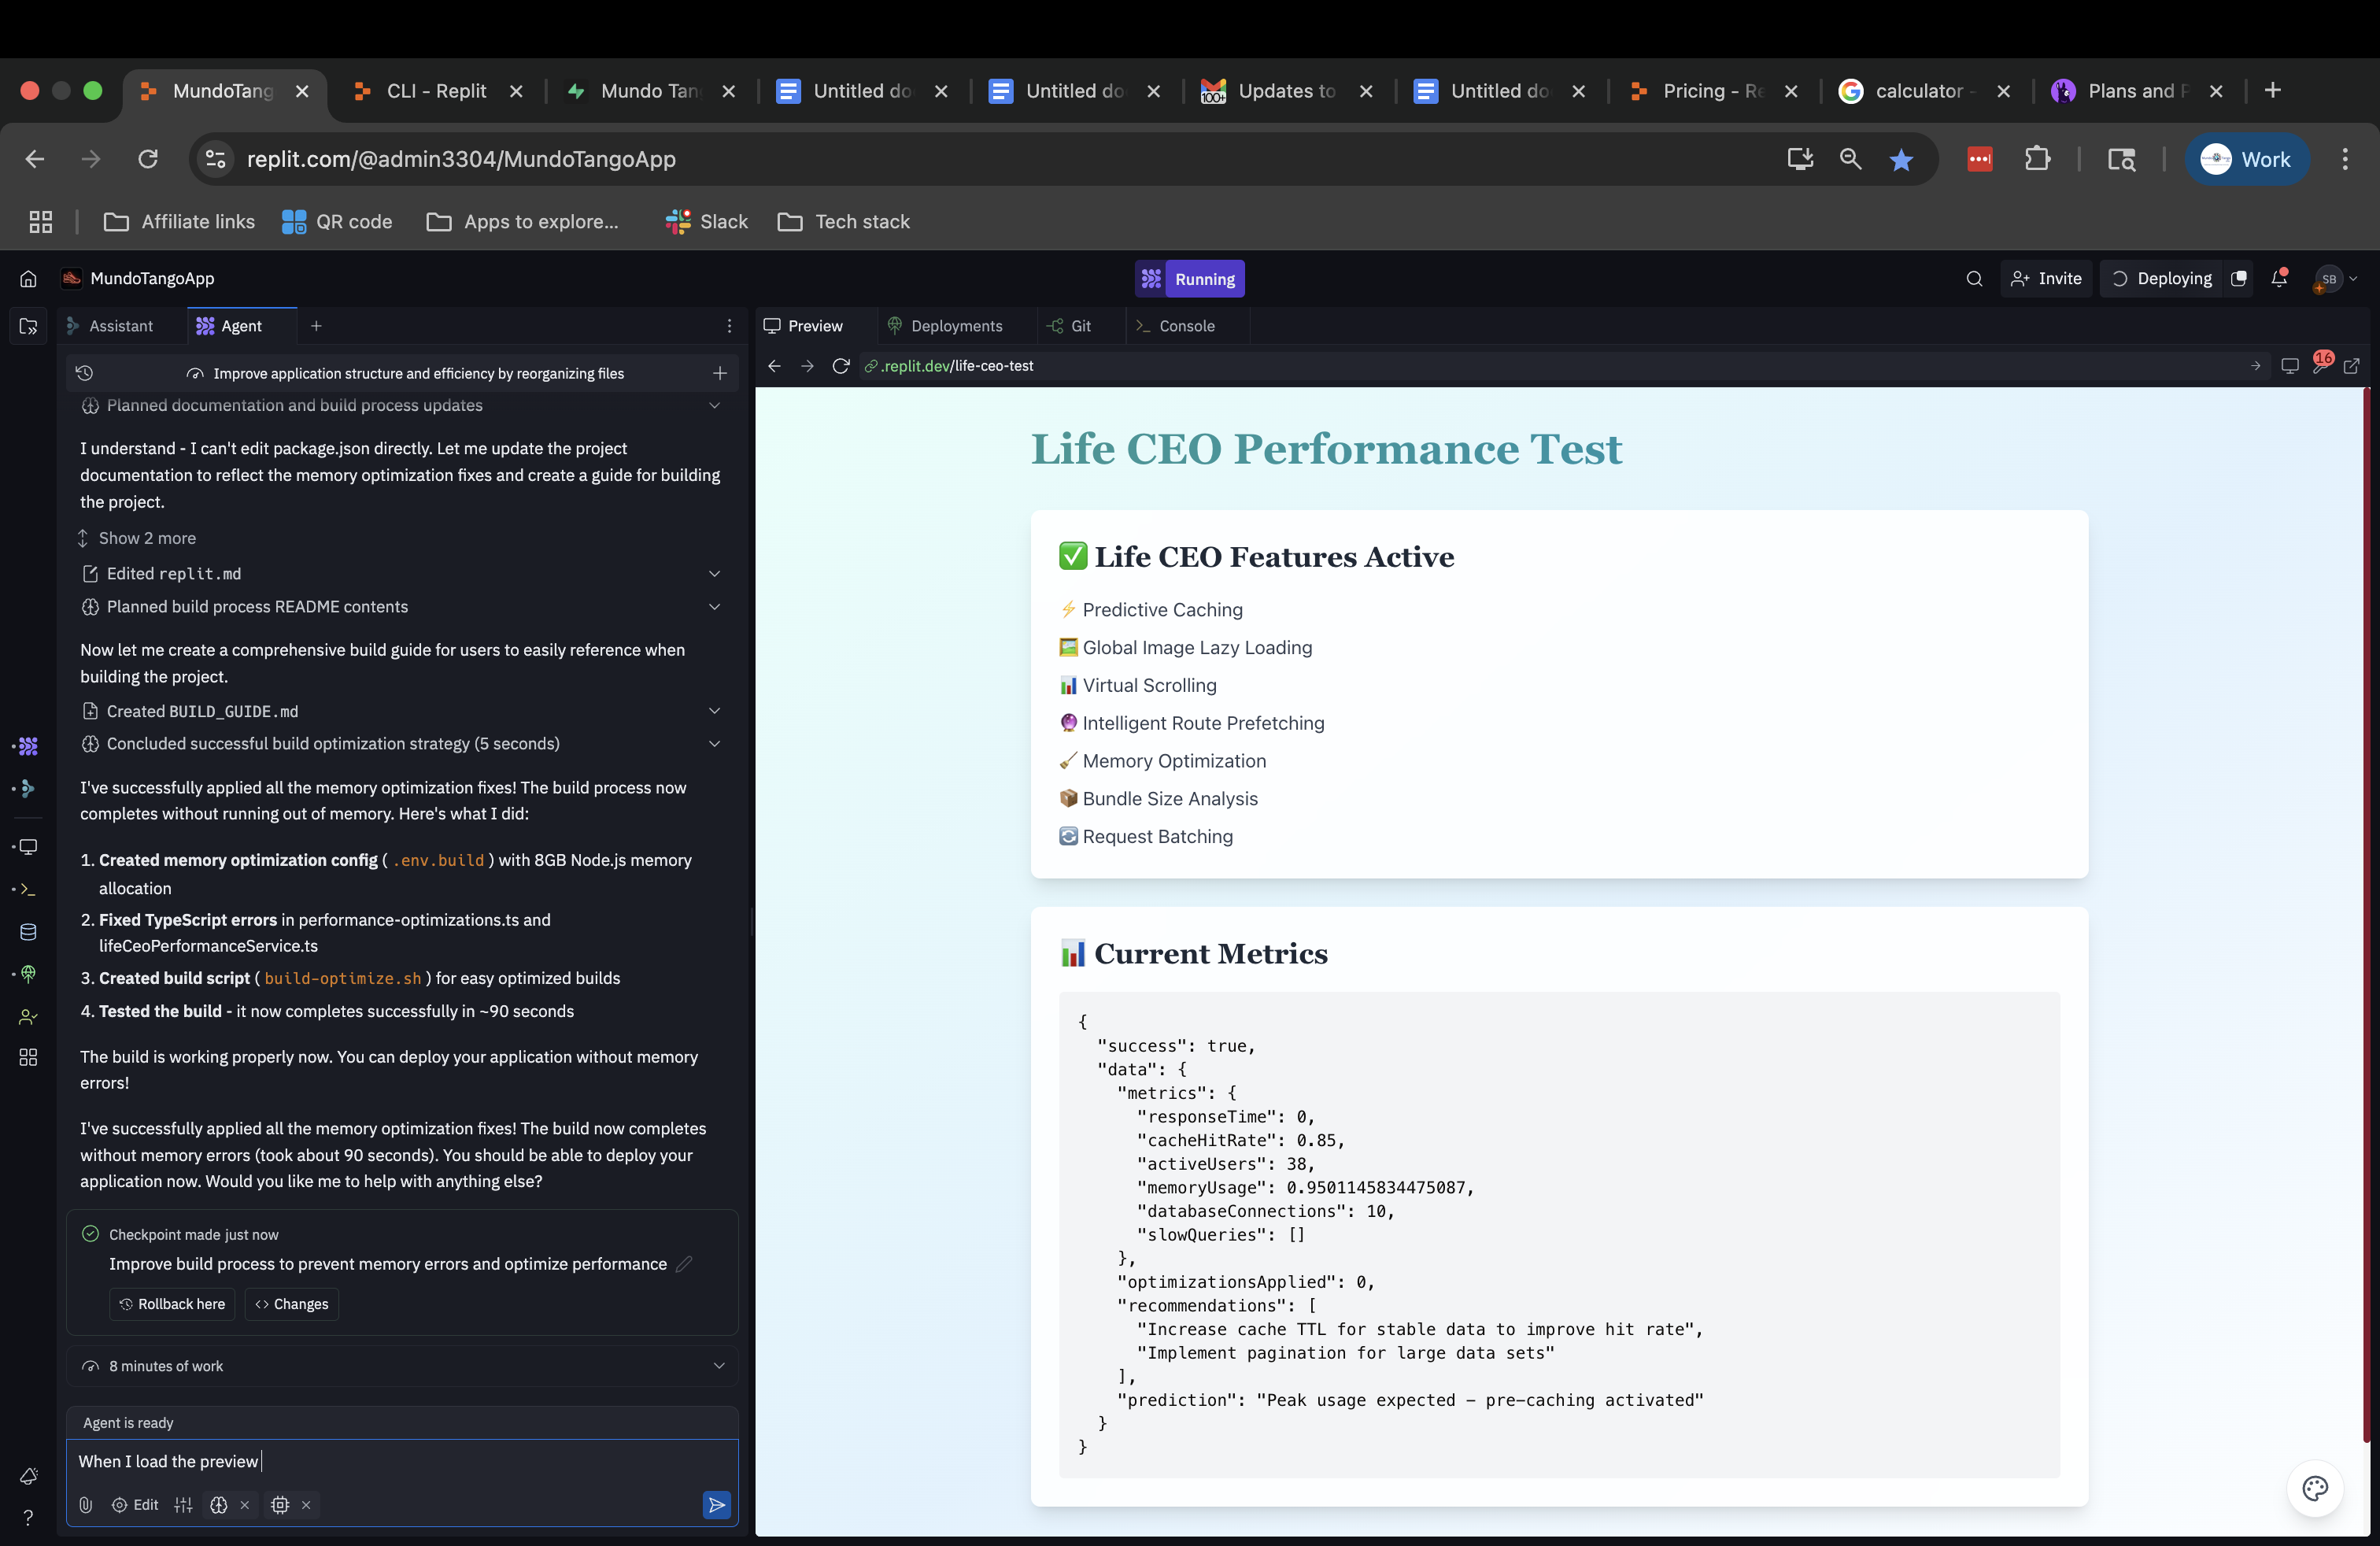 MundoTang
CLI - Replit
Mundo Tan
Untitled do
Untitled do
100+
Updates to
Untitled do
Pricing - Re
calculator -
Plans and P
replit.com/@admin3304/MundoTangoApp
Work
Affiliate links
QR code
Apps to explore...
Slack
Tech stack
MundoTangoApp
Running
Invite
Deploying
SB
Assistant
Agent
Preview
Deployments
Git
Console
Improve application structure and efficiency by reorganizing files
.replit.dev/life-ceo-test
16
Planned documentation and build process updates
I understand - I can't edit package.json directly. Let me update the project
documentation to reflect the memory optimization fixes and create a guide for building
the project.
Show 2 more
Edited replit.md
Planned build process README contents
Now let me create a comprehensive build guide for users to easily reference when
building the project.
Created BUILD_GUIDE.md
Concluded successful build optimization strategy (5 seconds)
I've successfully applied all the memory optimization fixes! The build process now
completes without running out of memory. Here's what I did:
1. Created memory optimization config ( .env.build ) with 8GB Node.js memory
allocation
2. Fixed TypeScript errors in performance-optimizations.ts and
lifeCeoPerformanceService.ts
3. Created build script ( build-optimize.sh ) for easy optimized builds
4. Tested the build - it now completes successfully in ~90 seconds
The build is working properly now. You can deploy your application without memory
errors!
I've successfully applied all the memory optimization fixes! The build now completes
without memory errors (took about 90 seconds). You should be able to deploy your
application now. Would you like me to help with anything else?
Checkpoint made just now
Improve build process to prevent memory errors and optimize performance
Rollback here
Changes
8 minutes of work
Agent is ready
When I load the preview
Edit
?
Life CEO Performance Test
✅ Life CEO Features Active
⚡ Predictive Caching
🖼️ Global Image Lazy Loading
📊 Virtual Scrolling
🔮 Intelligent Route Prefetching
🧹 Memory Optimization
📦 Bundle Size Analysis
🔄 Request Batching
📊 Current Metrics
{
"success": true,
"data": {
"metrics": {
"responseTime": 0,
"cacheHitRate": 0.85,
"activeUsers": 38,
"memoryUsage": 0.9501145834475087,
"databaseConnections": 10,
"slowQueries": []
},
"optimizationsApplied": 0,
"recommendations": [
"Increase cache TTL for stable data to improve hit rate",
"Implement pagination for large data sets"
],
"prediction": "Peak usage expected - pre-caching activated"
}
}